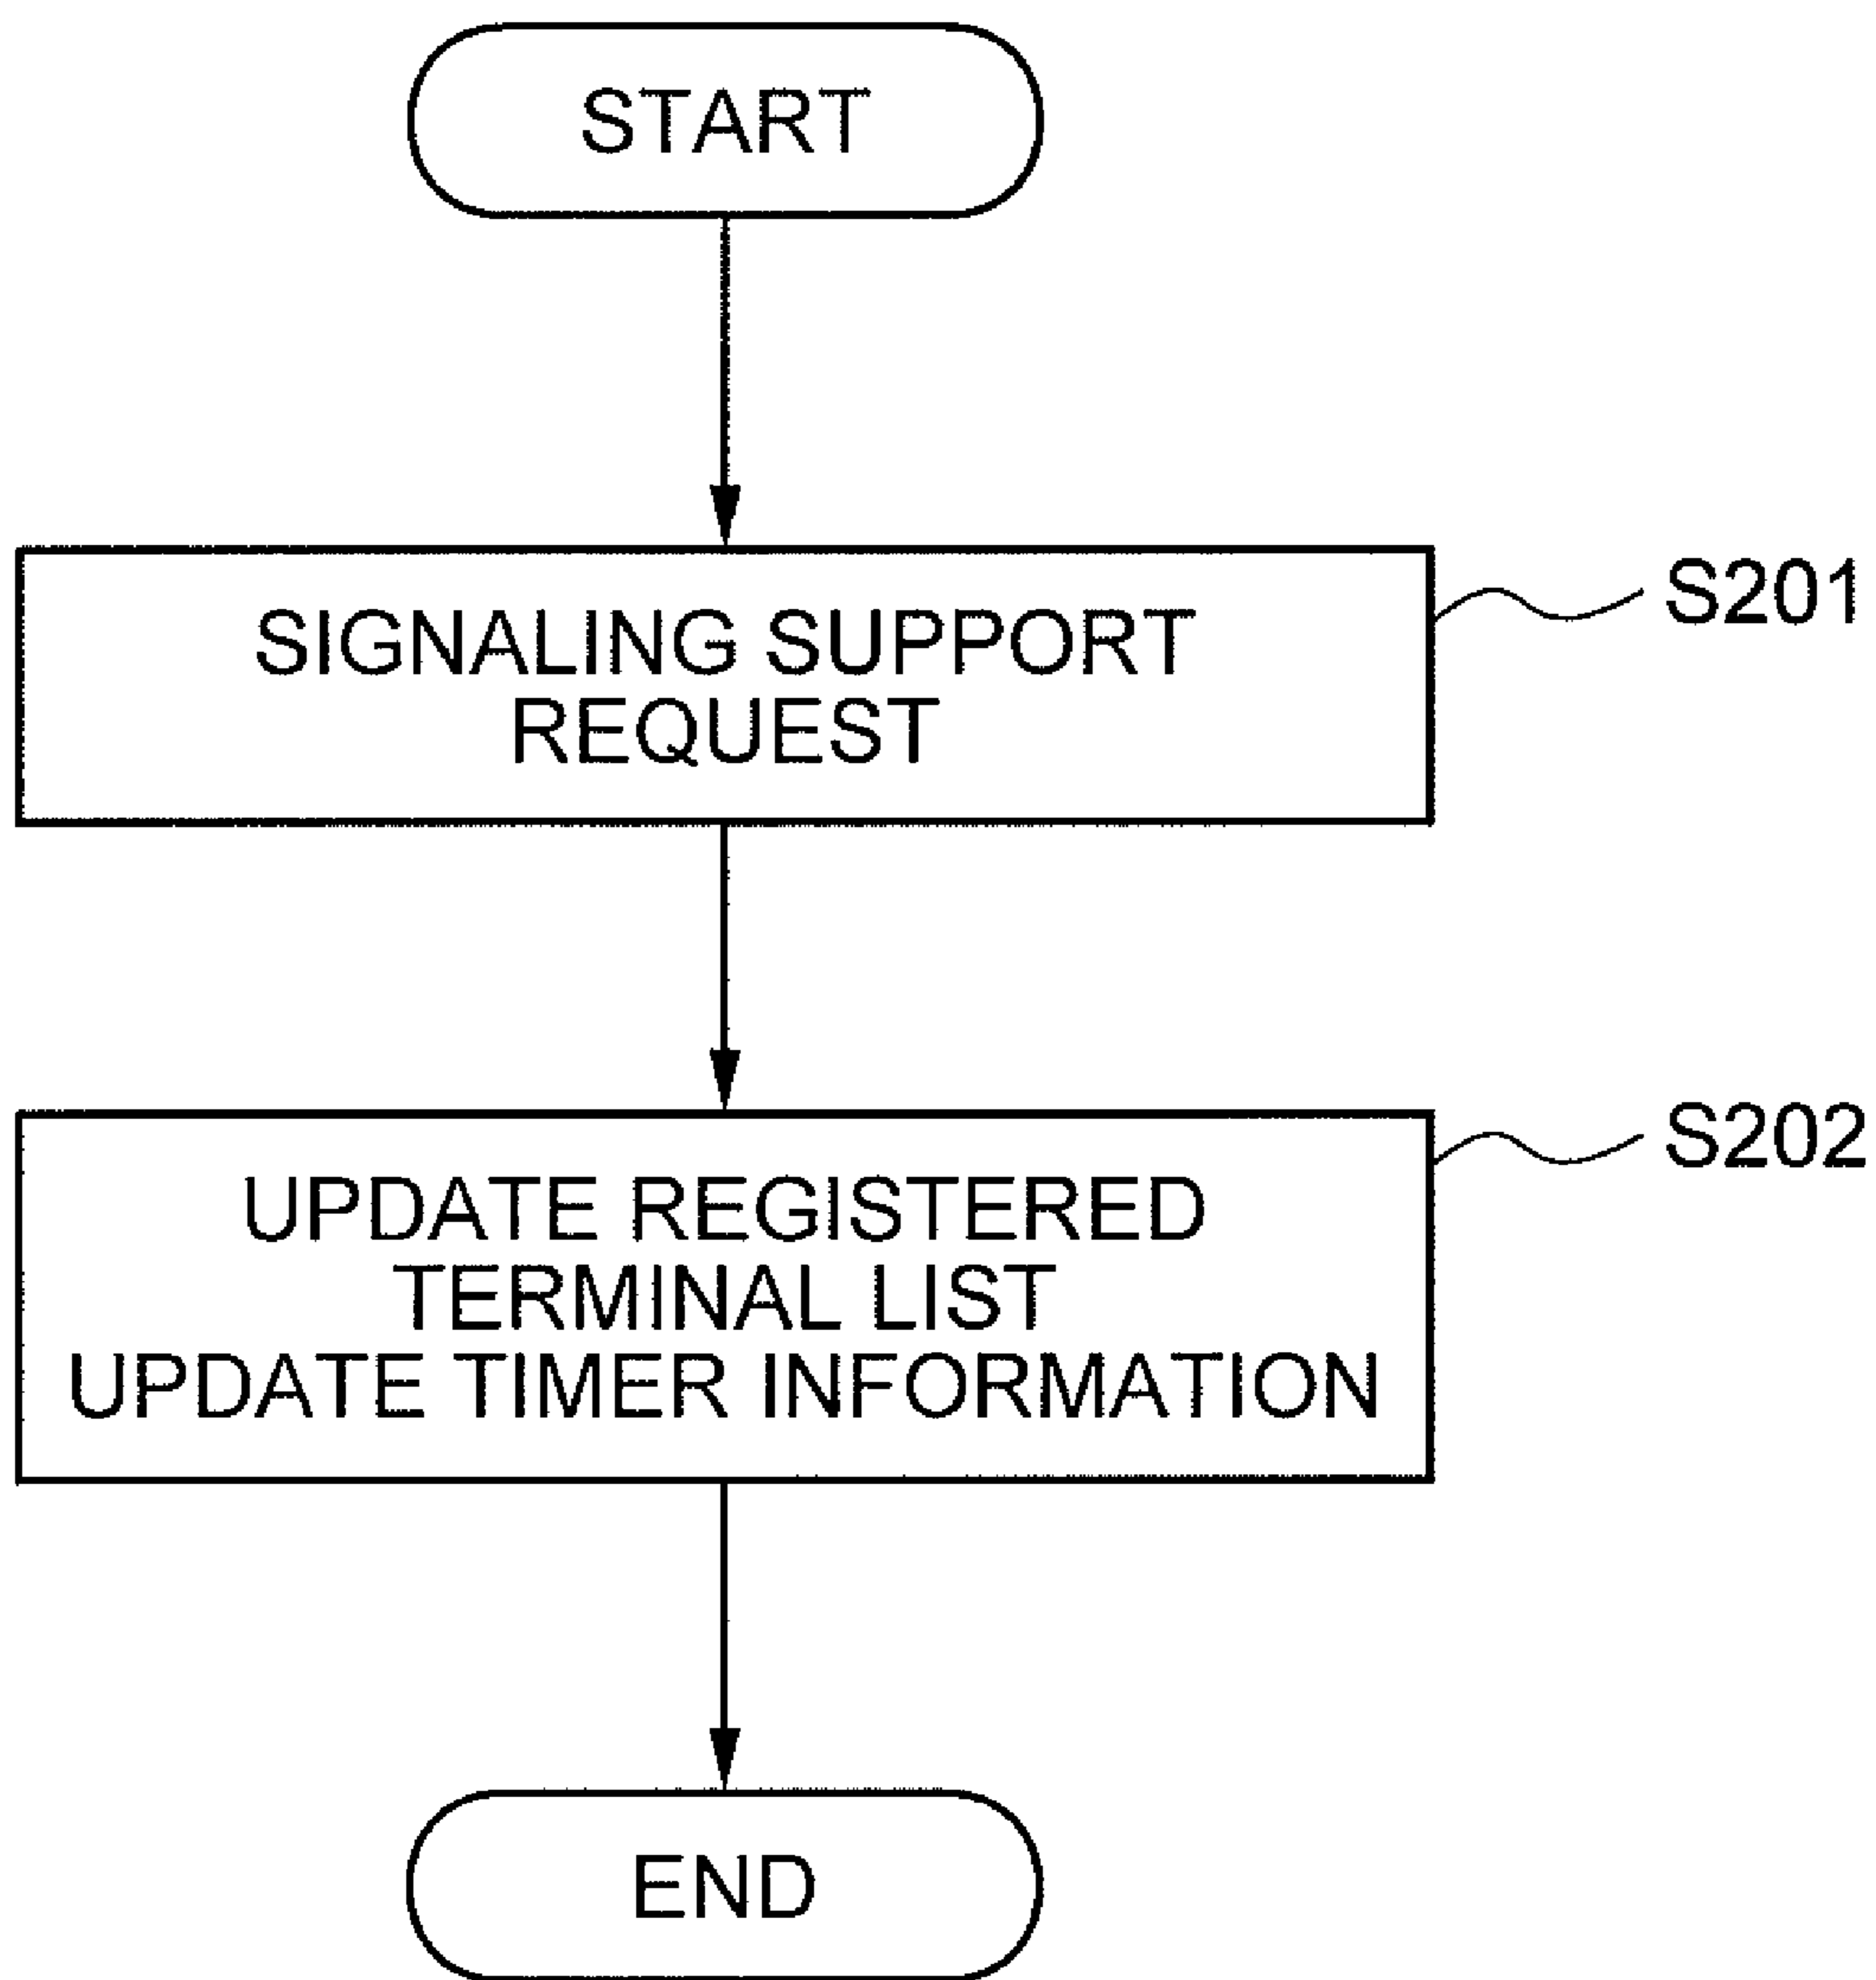 START
SIGNALING SUPPORT
REQUEST
S201
UPDATE REGISTERED
TERMINAL LIST
UPDATE TIMER INFORMATION
S202
END